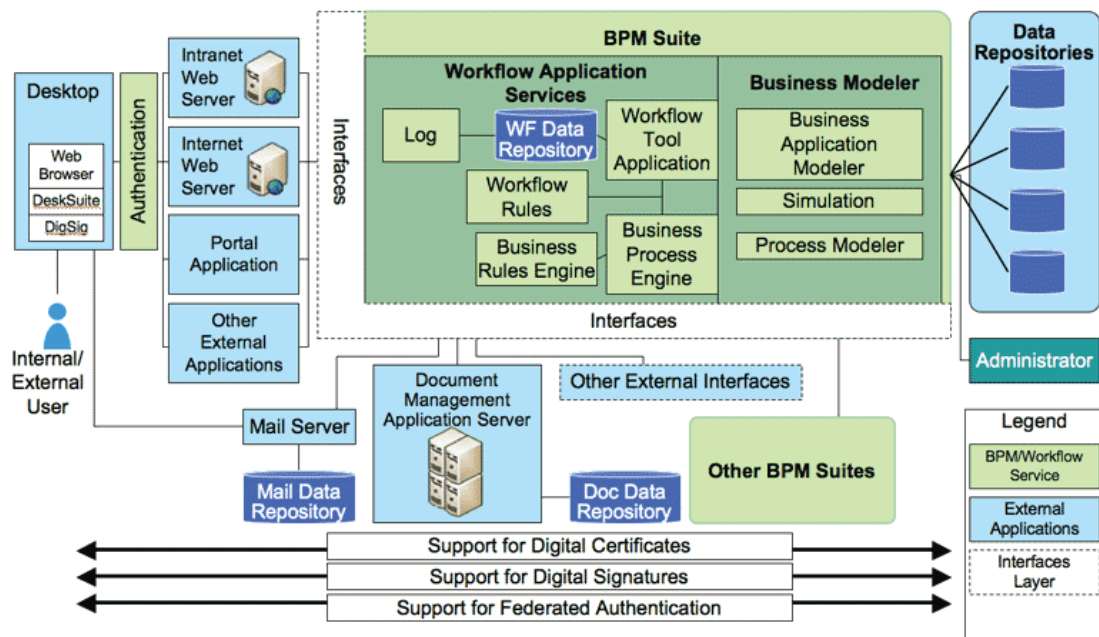 Desktop
Web
Browser
DeskSuite
DigSig
Internal/
External
User
Authentication
Intranet
Web
Server
Internet
Web
Server
Portal
Application
Other
External
Applications
Interfaces
BPM Suite
Workflow Application
Services
Log
WF Data
Repository
Workflow
Tool
Application
Workflow
Rules
Business
Rules Engine
Business
Process
Engine
Business Modeler
Business
Application
Modeler
Simulation
Process Modeler
Interfaces
Data
Repositories
Administrator
Mail Server
Mail Data
Repository
Document
Management
Application Server
Doc Data
Repository
Other External Interfaces
Other BPM Suites
Legend
BPM/Workflow
Service
External
Applications
Interfaces
Layer
Support for Digital Certificates
Support for Digital Signatures
Support for Federated Authentication